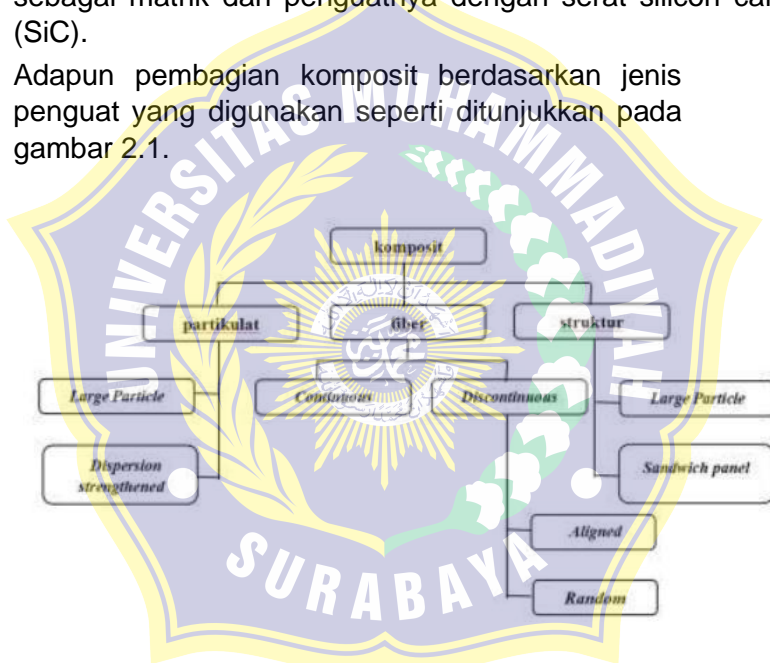 sebagai matrik dan penguatnya dengan serat silicon car
(SiC).
Adapun pembagian komposit berdasarkan jenis
penguat yang digunakan seperti ditunjukkan pada
gambar 2.1.
UNIVERSITAS MUHAMMADIYAH
SURABAYA
komposit
partikulat
fiber
struktur
Large Particle
Continuous
Discontinuous
Large Particle
Dispersion
strengthened
Sandwich panel
Aligned
Random